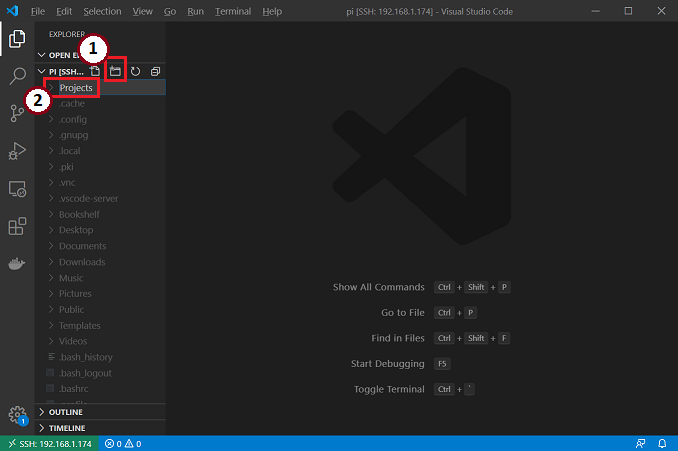 File Edit Selection View Go Run Terminal Help pi [SSH: 192.168.1.174] - Visual Studio Code
EXPLORER
1
OPEN E
PI [SSH...
2
Projects
.cache
.config
.gnupg
.local
.pki
.vnc
.vscode-server
Bookshelf
Desktop
Documents
Downloads
Music
Pictures
Public
Templates
Videos
.bash_history
.bash_logout
.bashrc
OUTLINE
TIMELINE
Show All Commands Ctrl + Shift + P
Go to File Ctrl + P
Find in Files Ctrl + Shift + F
Start Debugging F5
Toggle Terminal Ctrl + `
1
SSH: 192.168.1.174 0 0